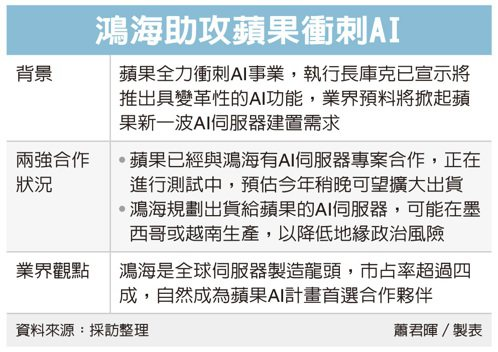 鴻海助攻蘋果衝刺AI
背景
蘋果全力衝刺AI事業，執行長庫克已宣示將
推出具變革性的AI功能，業界預料將掀起蘋
果新一波AI伺服器建置需求
兩強合作
狀況
•蘋果已經與鴻海有AI伺服器專案合作，正在
進行測試中，預估今年稍晚可望擴大出貨
•鴻海規劃出貨給蘋果的AI伺服器，可能在墨
西哥或越南生產，以降低地緣政治風險
業界觀點
鴻海是全球伺服器製造龍頭，市占率超過四
成，自然成為蘋果AI計畫首選合作夥伴
資料來源：採訪整理
蕭君暉／製表